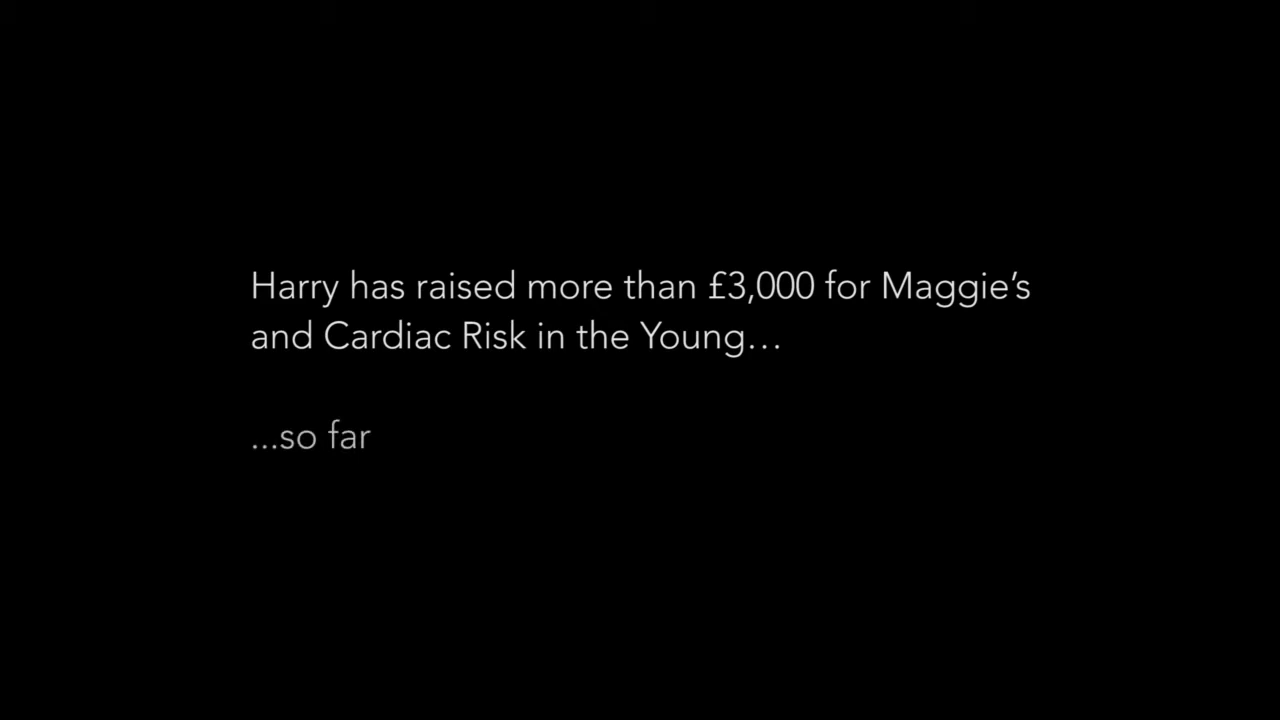 Harry has raised more than £3,000 for Maggie’s
and Cardiac Risk in the Young…
...so far